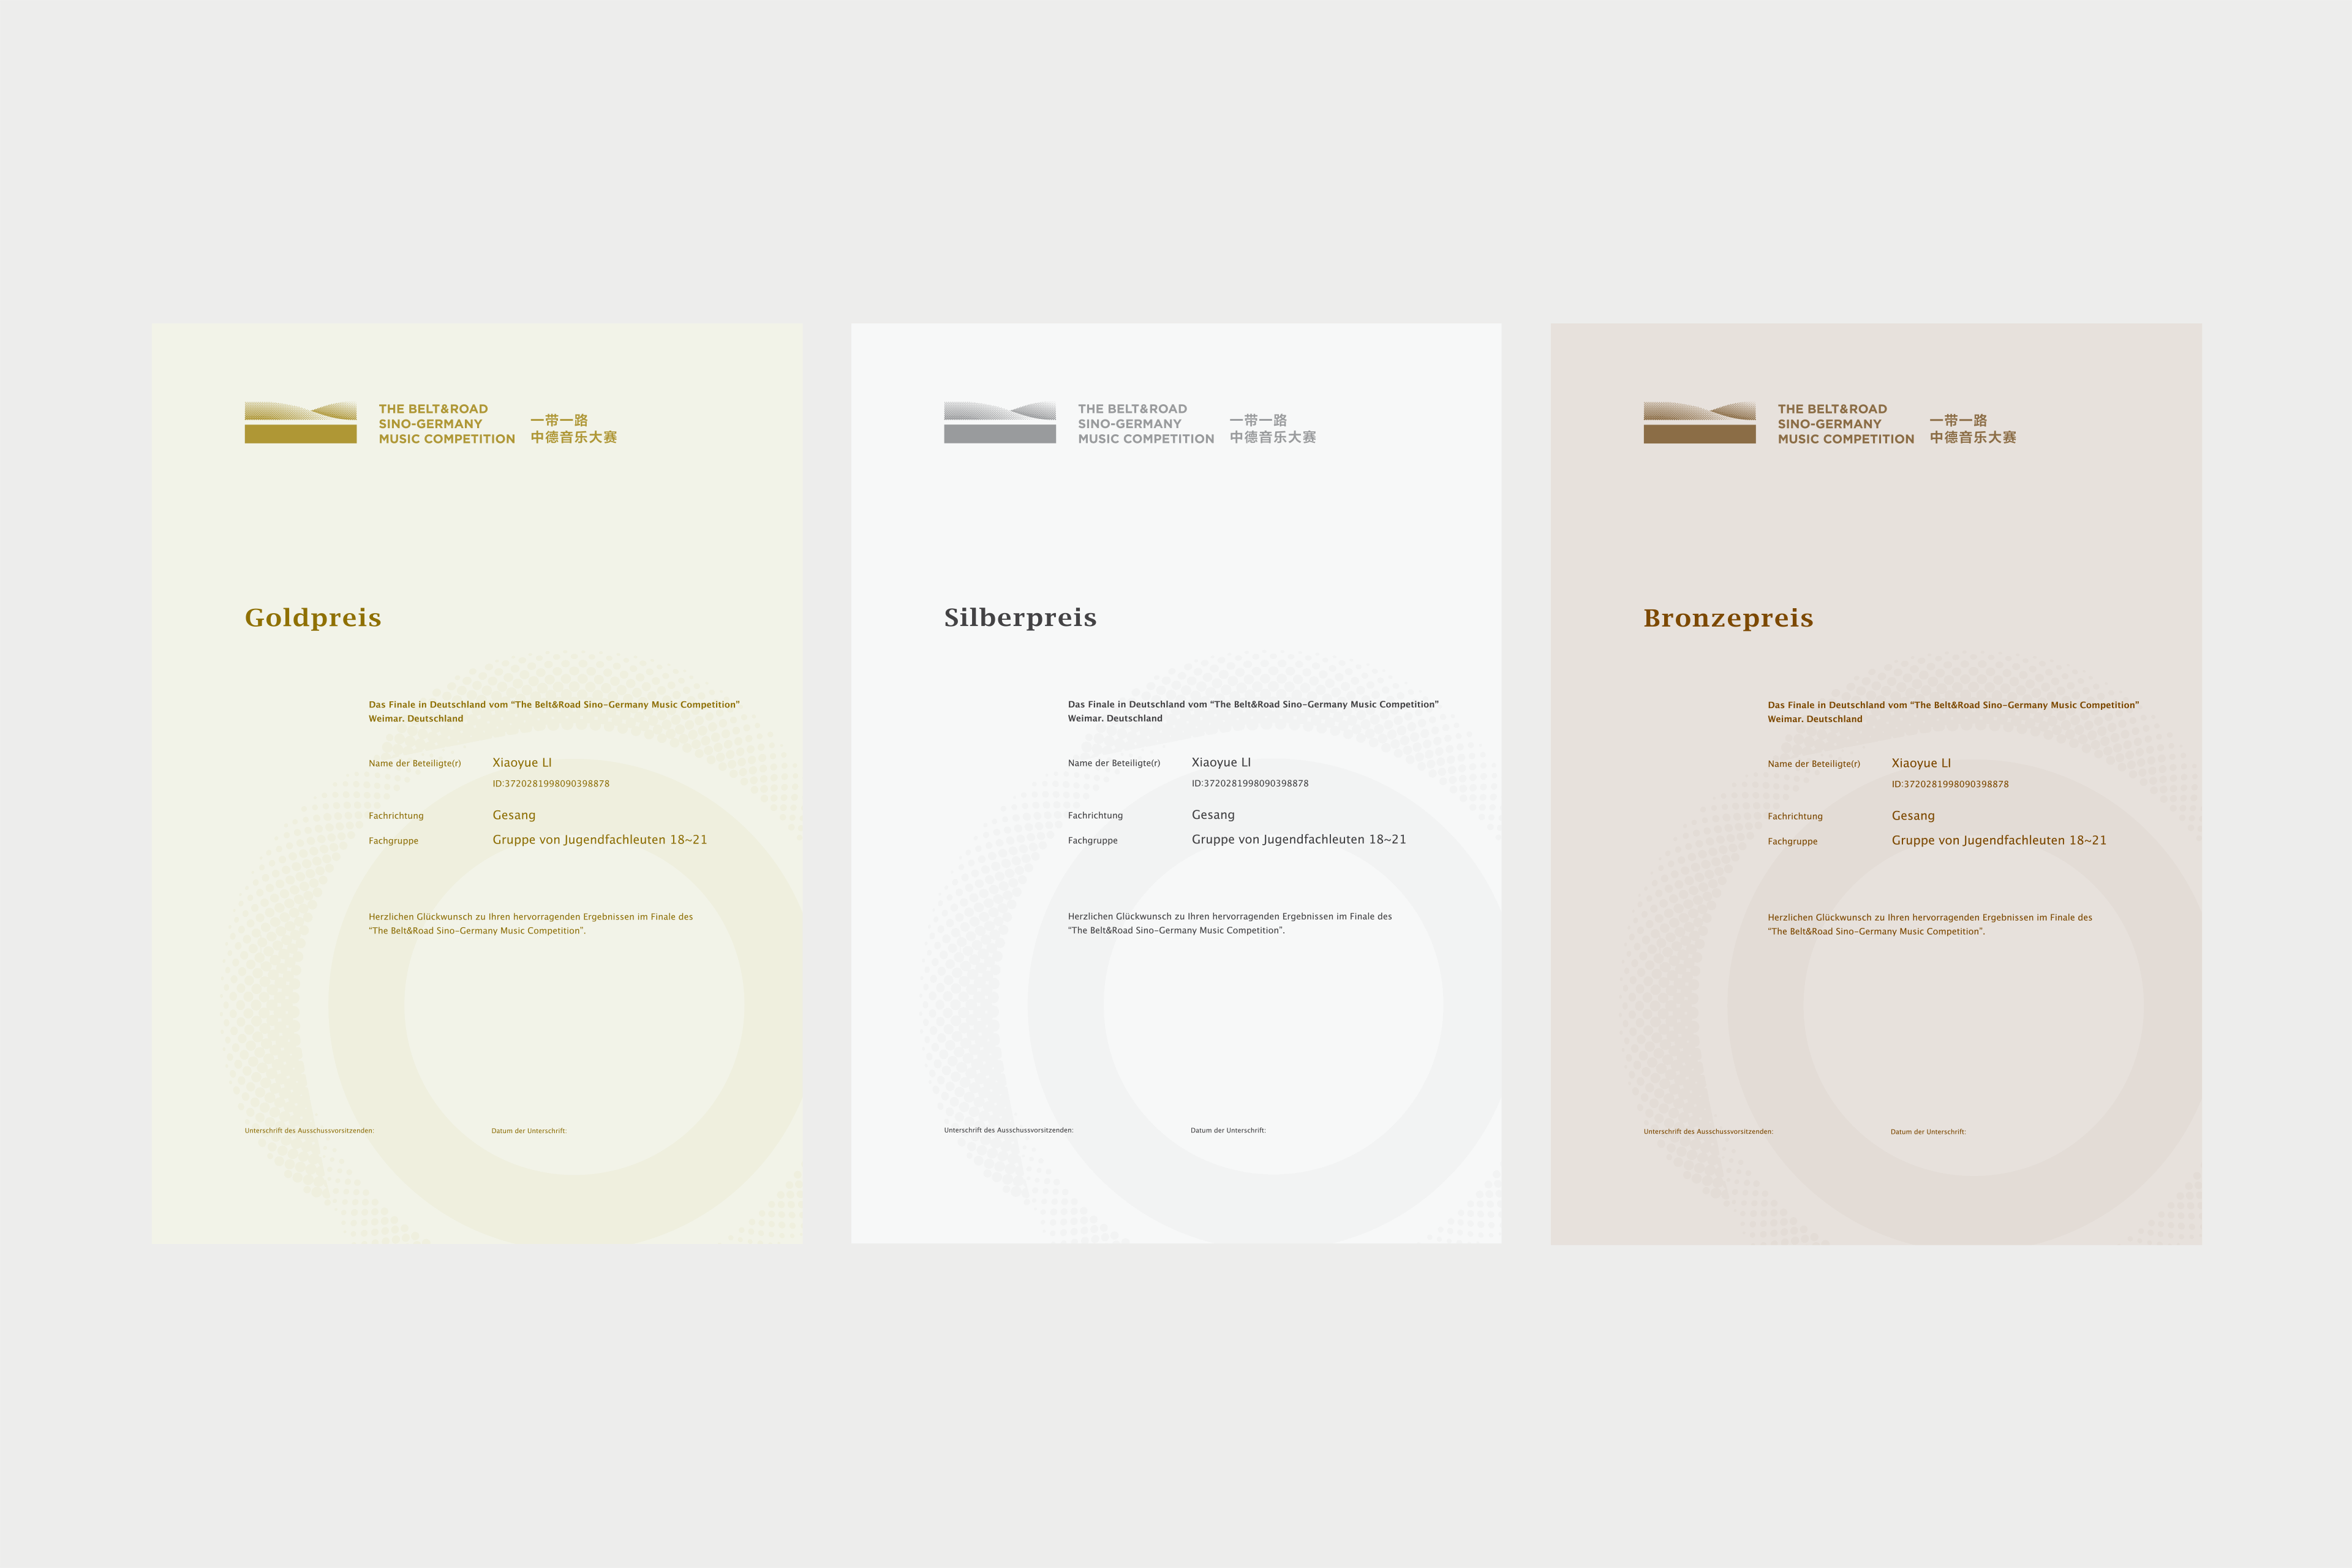 THE BELT&ROAD
SINO-GERMANY
MUSIC COMPETITION
一带一路
中德音乐大赛
Goldpreis
Das Finale in Deutschland vom “The Belt&Road Sino-Germany Music Competition”
Weimar. Deutschland
Name der Beteiligte(r) Xiaoyue LI
ID:3720281998090398878
Fachrichtung Gesang
Fachgruppe Gruppe von Jugendfachleuten 18~21
Herzlichen Glückwunsch zu Ihren hervorragenden Ergebnissen im Finale des
“The Belt&Road Sino-Germany Music Competition”.
Unterschrift des Ausschussvorsitzenden: Datum der Unterschrift:
THE BELT&ROAD
SINO-GERMANY
MUSIC COMPETITION
一带一路
中德音乐大赛
Silberpreis
Das Finale in Deutschland vom “The Belt&Road Sino-Germany Music Competition”
Weimar. Deutschland
Name der Beteiligte(r) Xiaoyue LI
ID:3720281998090398878
Fachrichtung Gesang
Fachgruppe Gruppe von Jugendfachleuten 18~21
Herzlichen Glückwunsch zu Ihren hervorragenden Ergebnissen im Finale des
“The Belt&Road Sino-Germany Music Competition”.
Unterschrift des Ausschussvorsitzenden: Datum der Unterschrift:
THE BELT&ROAD
SINO-GERMANY
MUSIC COMPETITION
一带一路
中德音乐大赛
Bronzepreis
Das Finale in Deutschland vom “The Belt&Road Sino-Germany Music Competition”
Weimar. Deutschland
Name der Beteiligte(r) Xiaoyue LI
ID:3720281998090398878
Fachrichtung Gesang
Fachgruppe Gruppe von Jugendfachleuten 18~21
Herzlichen Glückwunsch zu Ihren hervorragenden Ergebnissen im Finale des
“The Belt&Road Sino-Germany Music Competition”.
Unterschrift des Ausschussvorsitzenden: Datum der Unterschrift: